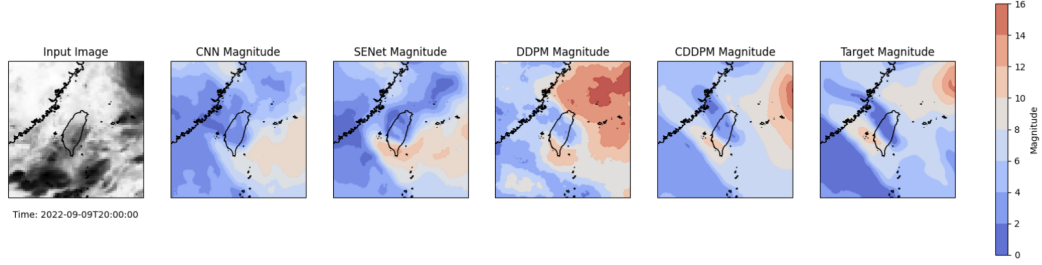 Input Image
CNN Magnitude
SENet Magnitude
DDPM Magnitude
CDDPM Magnitude
Target Magnitude
Time: 2022-09-09T20:00:00
16
14
12
10
8
6
4
2
0
Magnitude